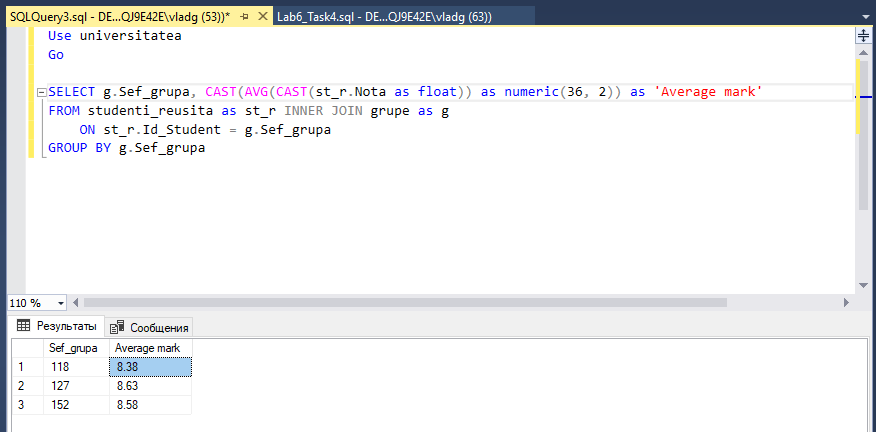 SQLQuery3.sql - DE...QJ9E42E\vladg (53))*
Lab6_Task4.sql - DE...QJ9E42E\vladg (63))
Use universitatea
Go
SELECT g.Sef_grupa, CAST(AVG(CAST(st_r.Nota as float)) as numeric(36, 2)) as 'Average mark'
FROM studenti_reusita as st_r INNER JOIN grupe as g
ON st_r.Id_Student = g.Sef_grupa
GROUP BY g.Sef_grupa
110 %
Результаты Сообщения
Sef_grupa Average mark
1 118 8.38
2 127 8.63
3 152 8.58